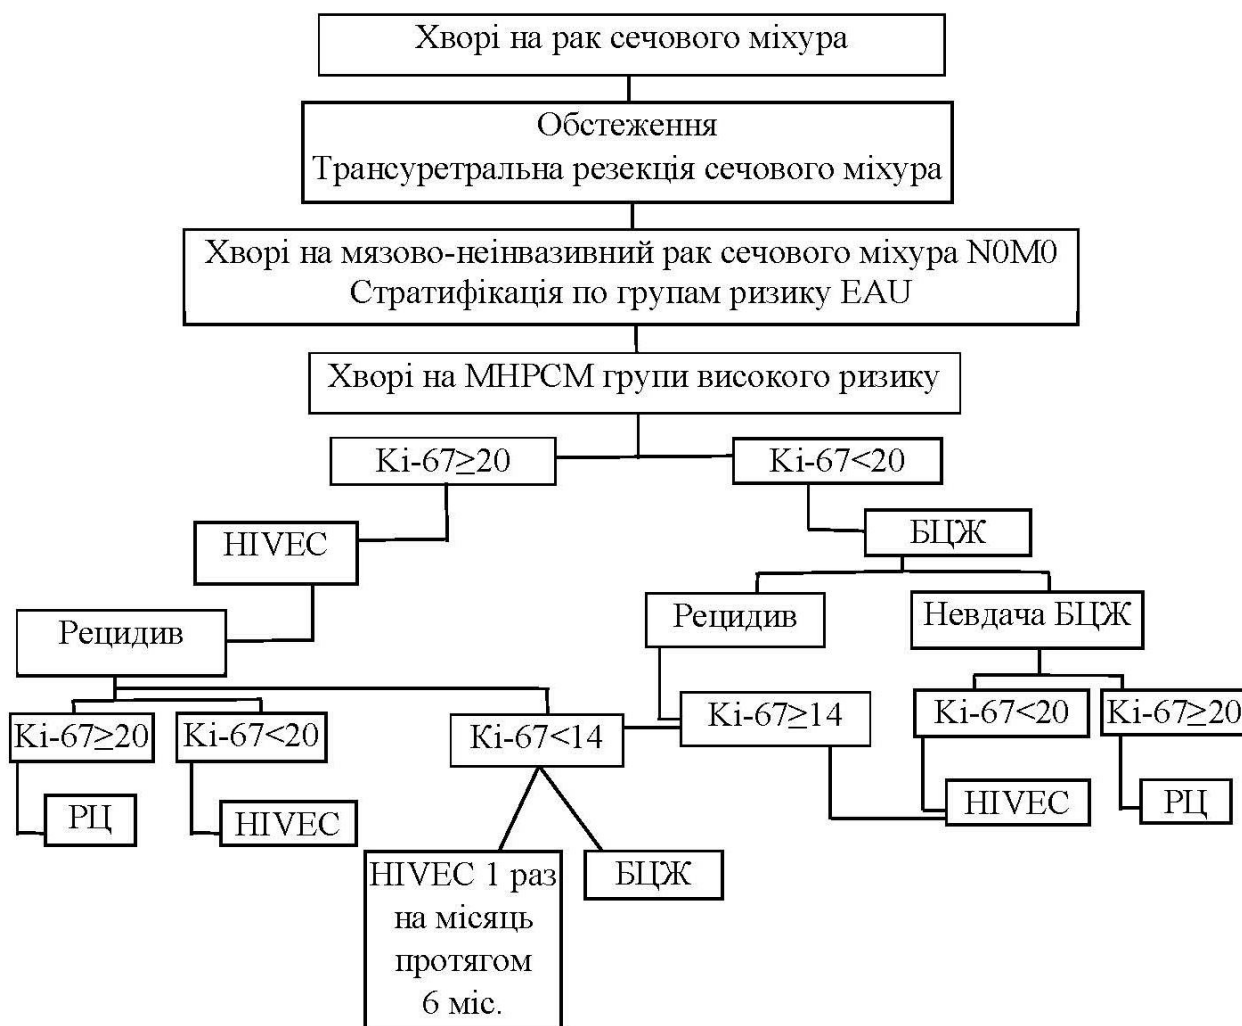 Хворі на рак сечового міхура
Обстеження
Трансуретральна резекція сечового міхура
Хворі на мязово-неінвазивний рак сечового міхура N0M0
Стратифікація по групам ризику EAU
Хворі на МНРСМ групи високого ризику
Ki-67≥20
Ki-67<20
HIVEC
БЦЖ
Рецидив
Рецидив
Невдача БЦЖ
Ki-67≥20
Ki-67<20
Ki-67<14
Ki-67≥14
Ki-67<20
Ki-67≥20
РЦ
HIVEC
HIVEC
РЦ
HIVEC 1 раз
на місяць
протягом
6 міс.
БЦЖ